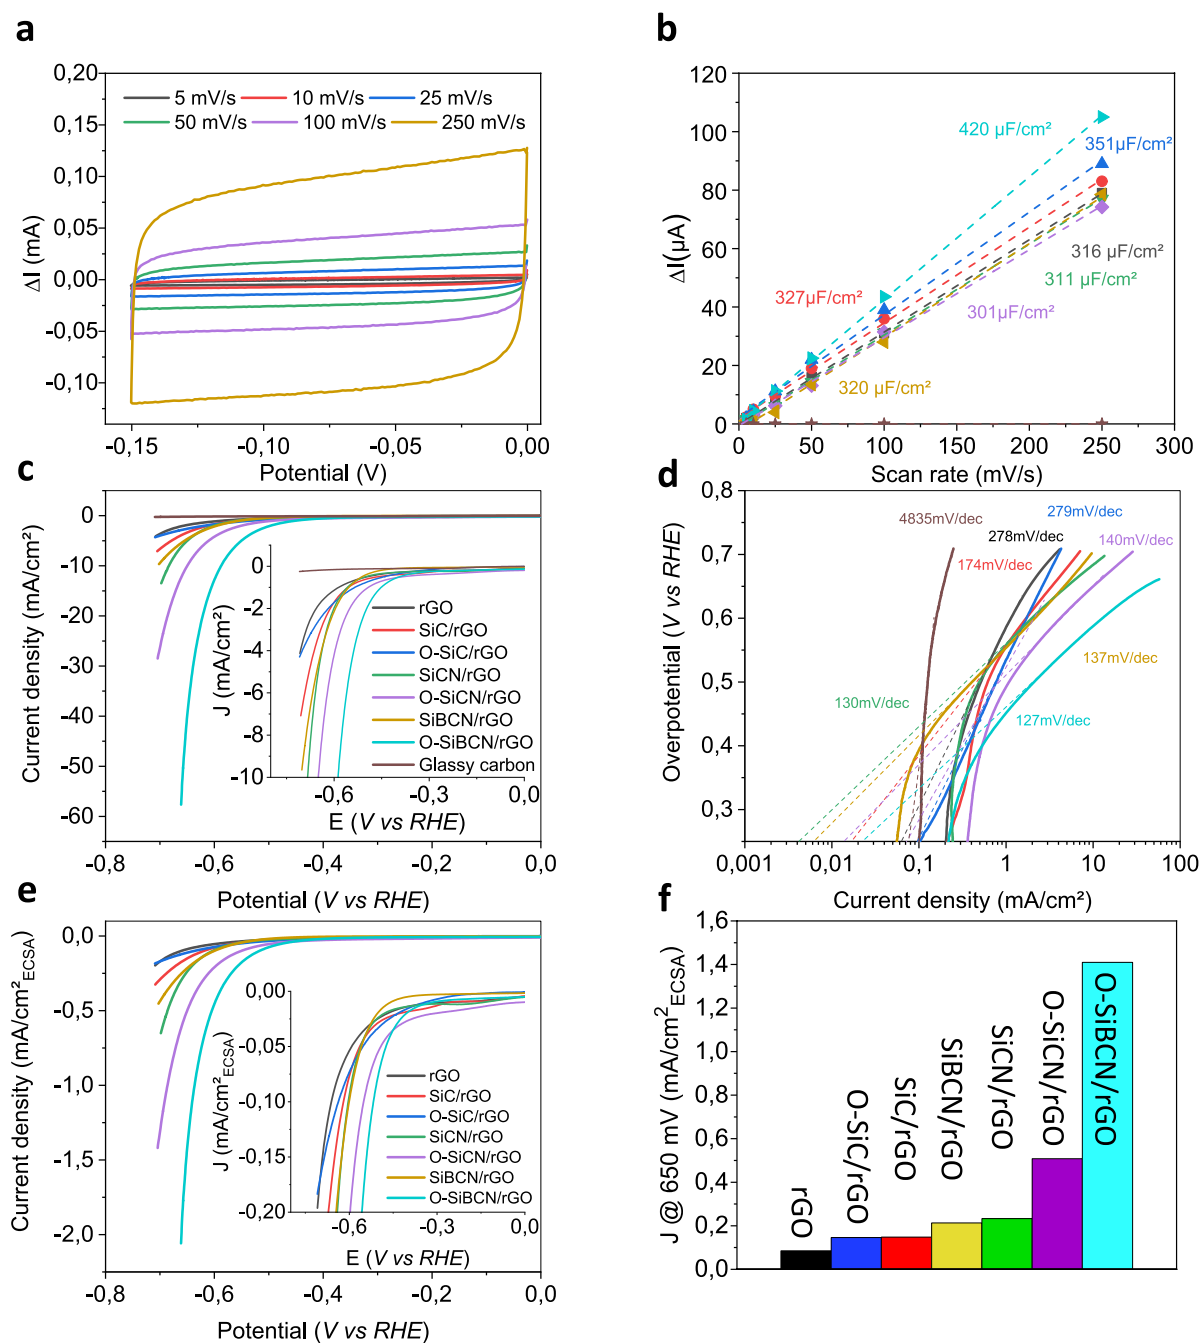 a
0,20
0,15
0,10
0,05
0,00
-0,05
-0,10
ΔI (mA)
5 mV/s 10 mV/s 25 mV/s
50 mV/s 100 mV/s 250 mV/s
-0,15 -0,10 -0,05 0,00
Potential (V)
b
120
100
80
60
40
20
0
ΔI(µA)
420 µF/cm²
351µF/cm²
316 µF/cm²
311 µF/cm²
327µF/cm²
301µF/cm²
320 µF/cm²
0 50 100 150 200 250 300
Scan rate (mV/s)
c
0
-10
-20
-30
-40
-50
-60
Current density (mA/cm²)
0
-2
-4
-6
-8
-10
J (mA/cm²)
rGO
SiC/rGO
O-SiC/rGO
SiCN/rGO
O-SiCN/rGO
SiBCN/rGO
O-SiBCN/rGO
Glassy carbon
-0,6 -0,3 0,0
E (V vs RHE)
-0,8 -0,6 -0,4 -0,2 0,0
Potential (V vs RHE)
d
0,8
0,7
0,6
0,5
0,4
0,3
Overpotential (V vs RHE)
4835mV/dec
279mV/dec
278mV/dec
140mV/dec
174mV/dec
137mV/dec
130mV/dec
127mV/dec
0,001 0,01 0,1 1 10 100
Current density (mA/cm²)
e
0,0
-0,5
-1,0
-1,5
-2,0
Current density (mA/cm²ECSA)
0,00
-0,05
-0,10
-0,15
-0,20
J (mA/cm²ECSA)
rGO
SiC/rGO
O-SiC/rGO
SiCN/rGO
O-SiCN/rGO
SiBCN/rGO
O-SiBCN/rGO
-0,6 -0,3 0,0
E (V vs RHE)
-0,8 -0,6 -0,4 -0,2 0,0
Potential (V vs RHE)
f
1,6
1,4
1,2
1,0
0,8
0,6
0,4
0,2
0,0
J @ 650 mV (mA/cm²ECSA)
rGO
O-SiC/rGO
SiC/rGO
SiBCN/rGO
SiCN/rGO
O-SiCN/rGO
O-SiBCN/rGO